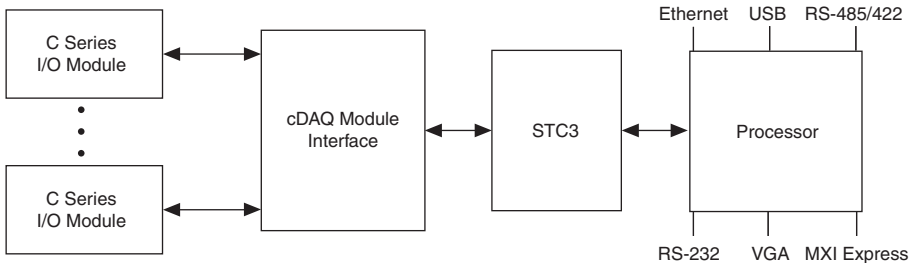 Ethernet USB RS-485/422
C Series
I/O Module
cDAQ Module
Interface
STC3
Processor
C Series
I/O Module
RS-232 VGA MXI Express